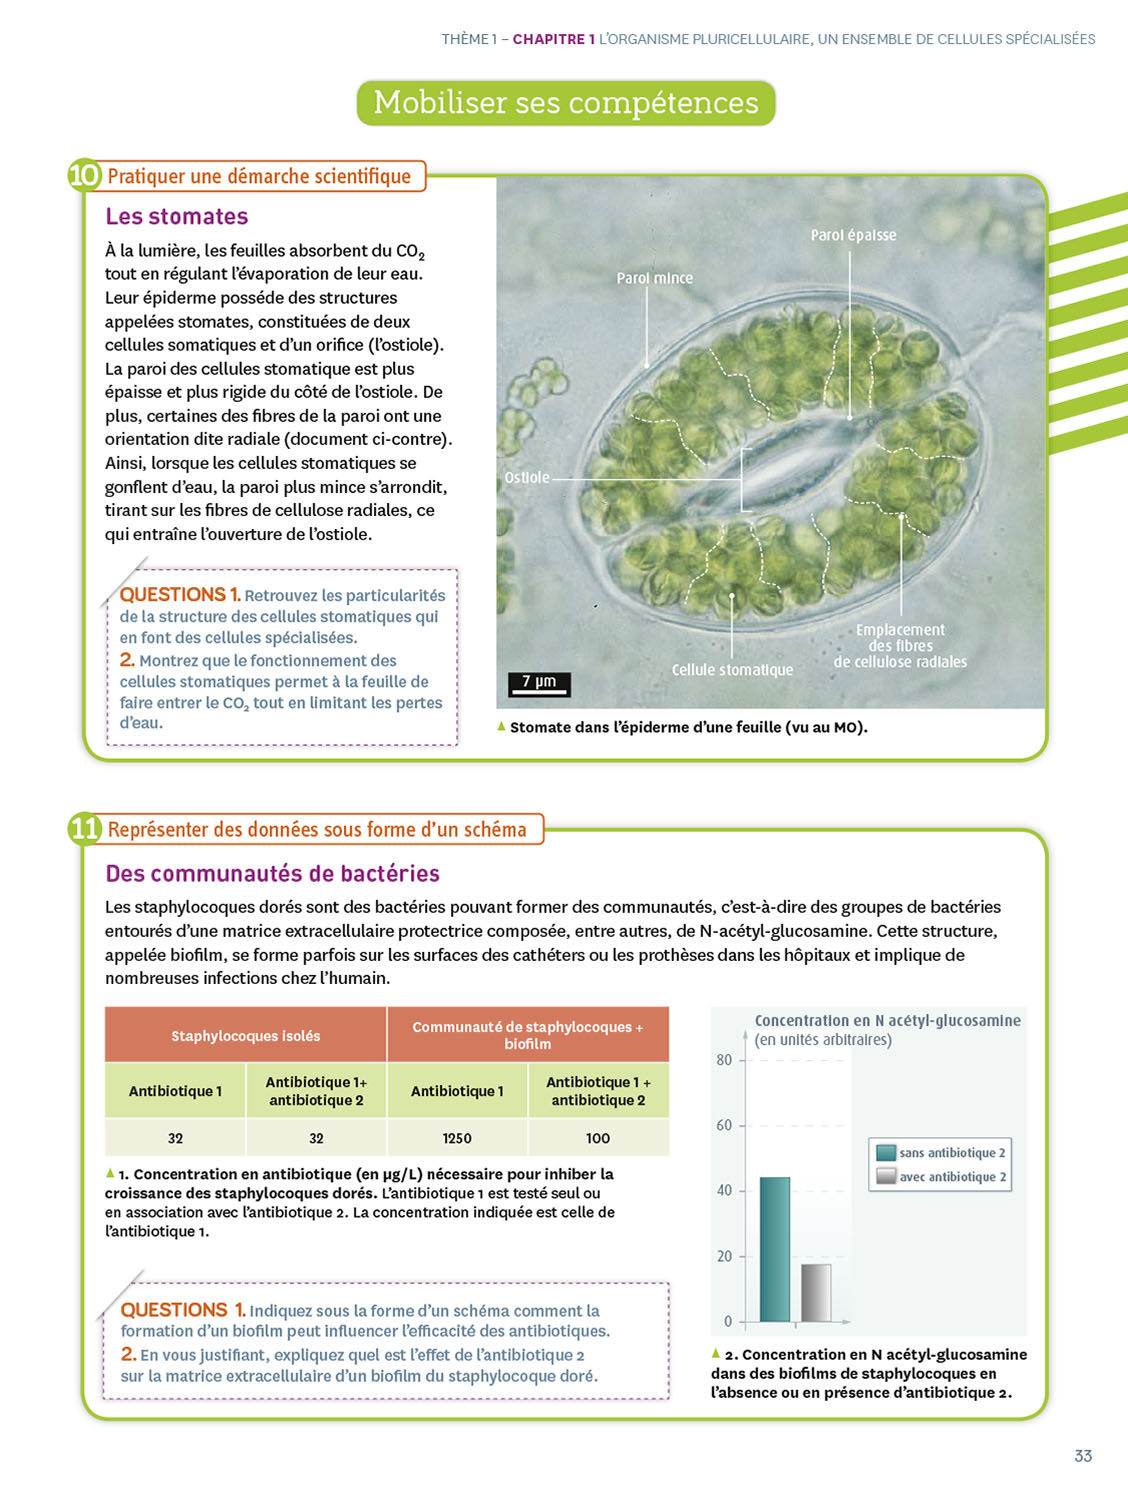 THÈME 1 – CHAPITRE 1 L’ORGANISME PLURICELLULAIRE, UN ENSEMBLE DE CELLULES SPÉCIALISÉES
Mobiliser ses compétences
10 Pratiquer une démarche scientifique
Les stomates
À la lumière, les feuilles absorbent du CO₂
tout en régulant l’évaporation de leur eau.
Leur épiderme posséde des structures
appelées stomates, constituées de deux
cellules somatiques et d’un orifice (l’ostiole).
La paroi des cellules stomatique est plus
épaisse et plus rigide du côté de l’ostiole. De
plus, certaines des fibres de la paroi ont une
orientation dite radiale (document ci-contre).
Ainsi, lorsque les cellules stomatiques se
gonflent d’eau, la paroi plus mince s’arrondit,
tirant sur les fibres de cellulose radiales, ce
qui entraîne l’ouverture de l’ostiole.
QUESTIONS 1. Retrouvez les particularités
de la structure des cellules stomatiques qui
en font des cellules spécialisées.
2. Montrez que le fonctionnement des
cellules stomatiques permet à la feuille de
faire entrer le CO₂ tout en limitant les pertes
d’eau.
Paroi épaisse
Paroi mince
Ostiole
Emplacement
des fibres
de cellulose radiales
Cellule stomatique
7 µm
Stomate dans l’épiderme d’une feuille (vu au MO).
11 Représenter des données sous forme d’un schéma
Des communautés de bactéries
Les staphylocoques dorés sont des bactéries pouvant former des communautés, c’est-à-dire des groupes de bactéries
entourés d’une matrice extracellulaire protectrice composée, entre autres, de N-acétyl-glucosamine. Cette structure,
appelée biofilm, se forme parfois sur les surfaces des cathéters ou les prothèses dans les hôpitaux et implique de
nombreuses infections chez l’humain.
Staphylocoques isolés
Communauté de staphylocoques +
biofilm
Antibiotique 1
Antibiotique 1+
antibiotique 2
Antibiotique 1
Antibiotique 1 +
antibiotique 2
32
32
1250
100
1. Concentration en antibiotique (en µg/L) nécessaire pour inhiber la
croissance des staphylocoques dorés. L’antibiotique 1 est testé seul ou
en association avec l’antibiotique 2. La concentration indiquée est celle de
l’antibiotique 1.
QUESTIONS 1. Indiquez sous la forme d’un schéma comment la
formation d’un biofilm peut influencer l’efficacité des antibiotiques.
2. En vous justifiant, expliquez quel est l’effet de l’antibiotique 2
sur la matrice extracellulaire d’un biofilm du staphylocoque doré.
Concentration en N acétyl-glucosamine
(en unités arbitraires)
80
60
40
20
0
sans antibiotique 2
avec antibiotique 2
2. Concentration en N acétyl-glucosamine
dans des biofilms de staphylocoques en
l’absence ou en présence d’antibiotique 2.
33